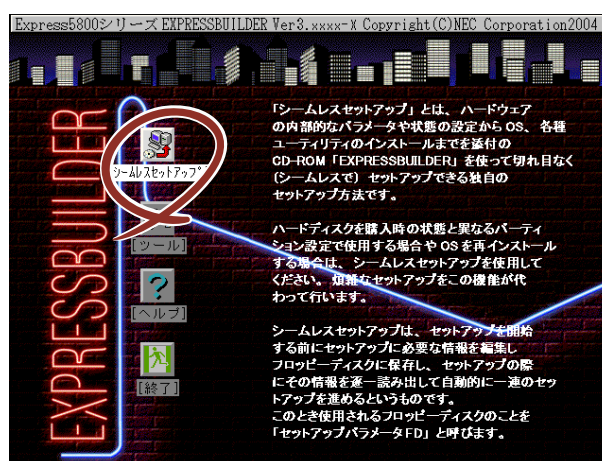 Express5800シリーズ EXPRESSBUILDER Ver3.xxxx-X Copyright(C)NEC Corporation2004
EXPRESSBUILDER
シームレスセットアップ
[ツール]
[ヘルプ]
[終了]
「シームレスセットアップ」とは、ハードウェア
の内部的なパラメータや状態の設定からOS、各種
ユーティリティのインストールまでを添付の
CD-ROM「EXPRESSBUILDER」を使って切れ目なく
(シームレスで) セットアップできる独自の
セットアップ方法です。
ハードディスクを購入時の状態と異なるパーティ
ション設定で使用する場合やOSを再インストール
する場合は、シームレスセットアップを使用して
ください。煩雑なセットアップをこの機能が代
わって行います。
シームレスセットアップは、セットアップを開始
する前にセットアップに必要な情報を編集し
フロッピーディスクに保存し、セットアップの際
にその情報を逐一読み出して自動的に一連のセッ
トアップを進めるというものです。
このとき使用されるフロッピーディスクのことを
「セットアップパラメータFD」と呼びます。